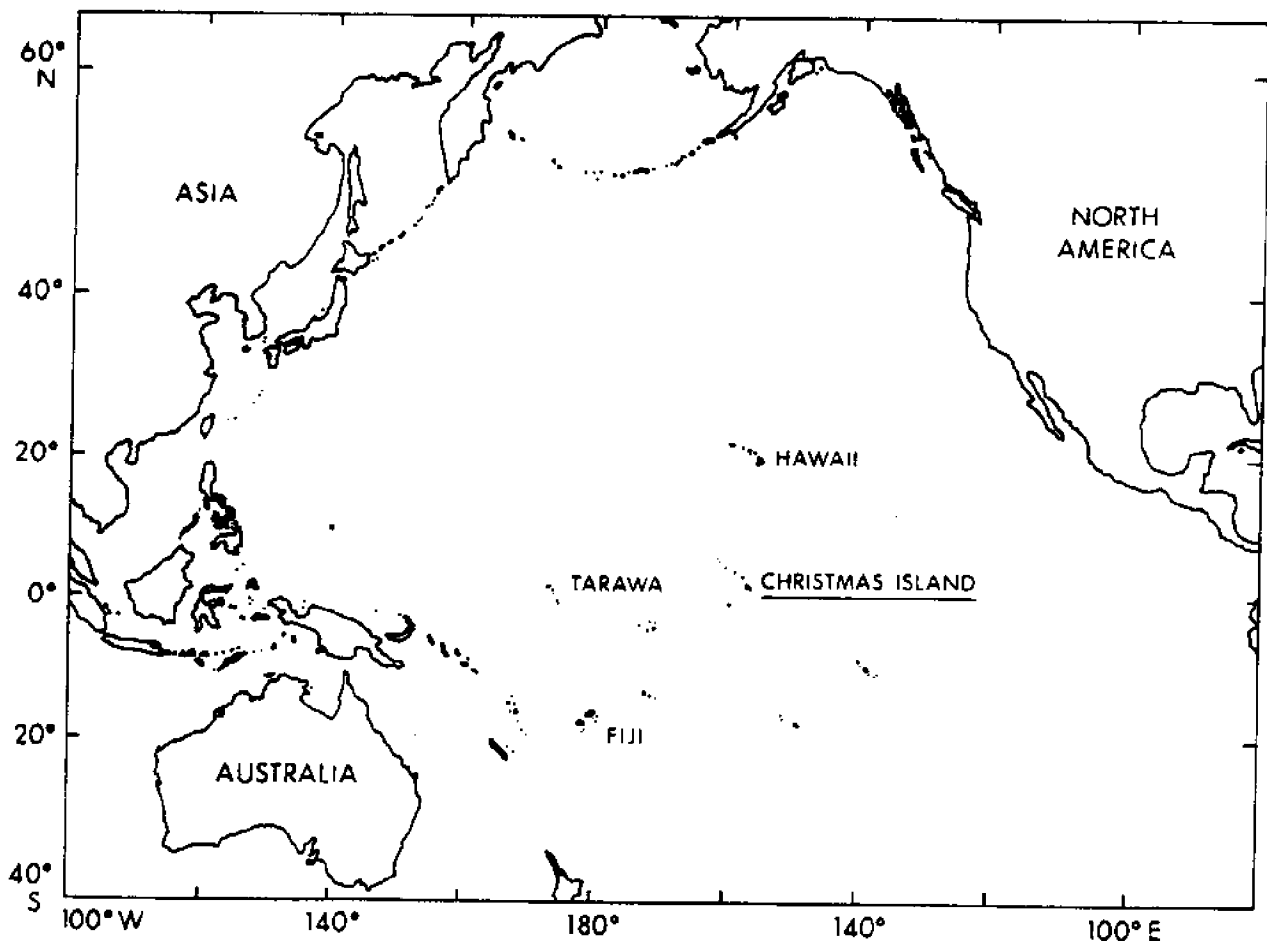 60°
N
ASIA
NORTH
AMERICA
40°
20°
HAWAII
0°
TARAWA
CHRISTMAS ISLAND
20°
FIJI
AUSTRALIA
40°
S
100°W
140°
180°
140°
100°E